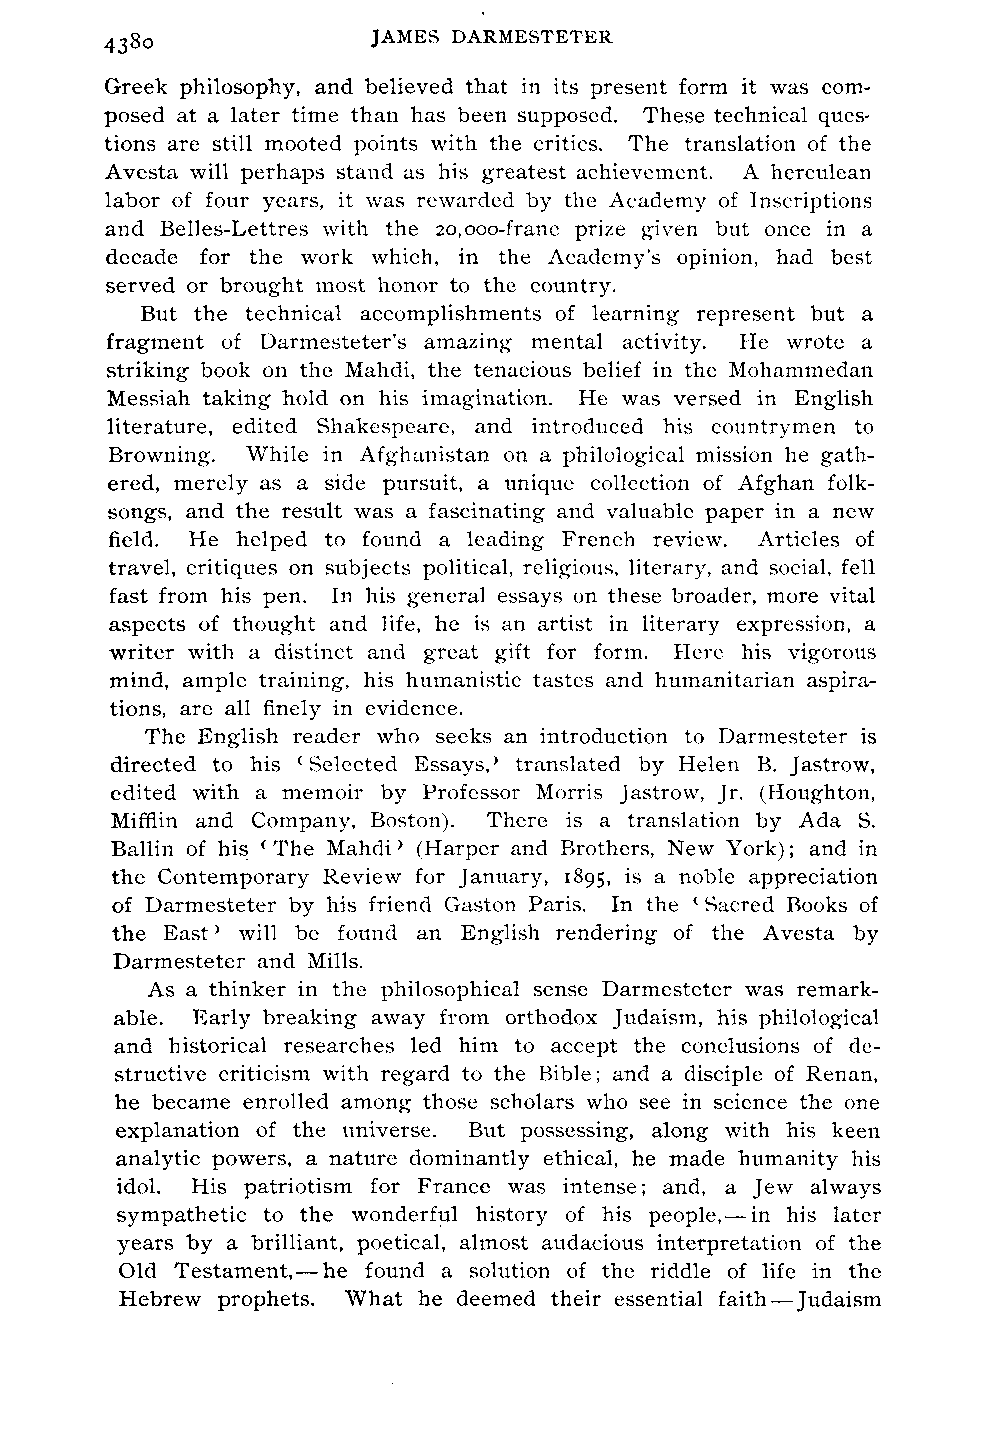 4380 JAMES DARMESTETER
Greek philosophy, and believed that in its present form it was com-
posed at a later time than has been supposed. These technical ques-
tions are still mooted points with the critics. The translation of the
Avesta will perhaps stand as his greatest achievement. A herculean
labor of four years, it was rewarded by the Academy of Inscriptions
and Belles-Lettres with the 20,000-franc prize given but once in a
decade for the work which, in the Academy's opinion, had best
served or brought most honor to the country.
But the technical accomplishments of learning represent but a
fragment of Darmesteter's amazing mental activity. He wrote a
striking book on the Mahdi, the tenacious belief in the Mohammedan
Messiah taking hold on his imagination. He was versed in English
literature, edited Shakespeare, and introduced his countrymen to
Browning. While in Afghanistan on a philological mission he gath-
ered, merely as a side pursuit, a unique collection of Afghan folk-
songs, and the result was a fascinating and valuable paper in a new
field. He helped to found a leading French review. Articles of
travel, critiques on subjects political, religious, literary, and social, fell
fast from his pen. In his general essays on these broader, more vital
aspects of thought and life, he is an artist in literary expression, a
writer with a distinct and great gift for form. Here his vigorous
mind, ample training, his humanistic tastes and humanitarian aspira-
tions, are all finely in evidence.
The English reader who seeks an introduction to Darmesteter is
directed to his ‘Selected Essays,’ translated by Helen B. Jastrow,
edited with a memoir by Professor Morris Jastrow, Jr. (Houghton,
Mifflin and Company, Boston). There is a translation by Ada S.
Ballin of his ‘The Mahdi’ (Harper and Brothers, New York); and in
the Contemporary Review for January, 1895, is a noble appreciation
of Darmesteter by his friend Gaston Paris. In the ‘Sacred Books of
the East’ will be found an English rendering of the Avesta by
Darmesteter and Mills.
As a thinker in the philosophical sense Darmesteter was remark-
able. Early breaking away from orthodox Judaism, his philological
and historical researches led him to accept the conclusions of de-
structive criticism with regard to the Bible; and a disciple of Renan,
he became enrolled among those scholars who see in science the one
explanation of the universe. But possessing, along with his keen
analytic powers, a nature dominantly ethical, he made humanity his
idol. His patriotism for France was intense; and, a Jew always
sympathetic to the wonderful history of his people,—in his later
years by a brilliant, poetical, almost audacious interpretation of the
Old Testament,—he found a solution of the riddle of life in the
Hebrew prophets. What he deemed their essential faith—Judaism